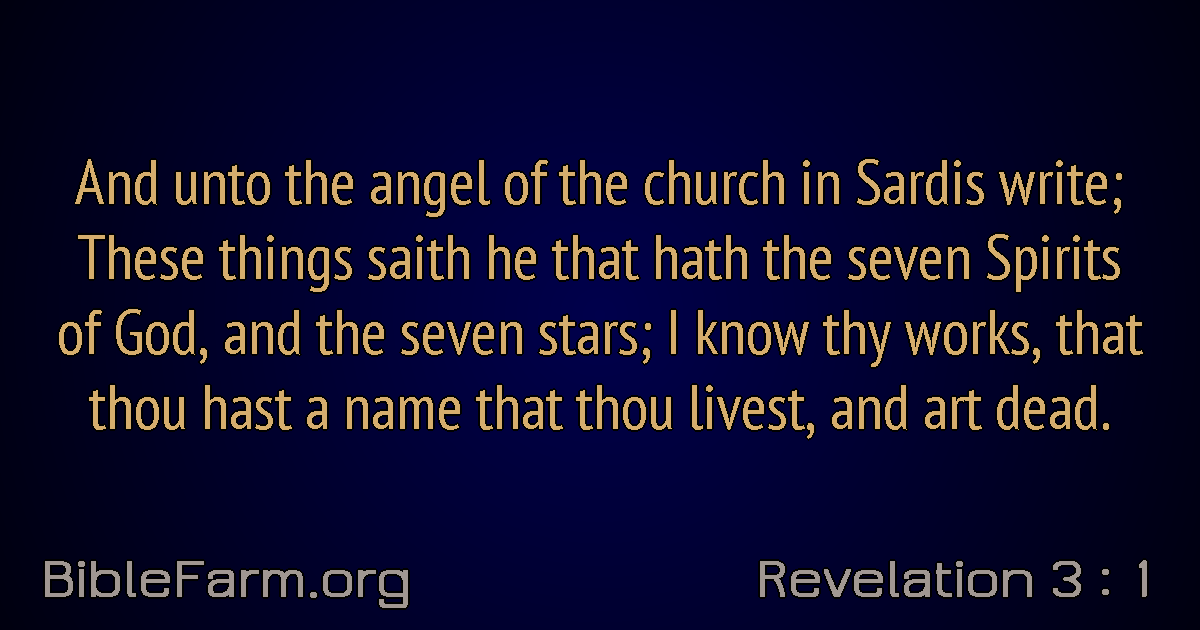 And unto the angel of the church in Sardis write;
These things saith he that hath the seven Spirits
of God, and the seven stars; I know thy works, that
thou hast a name that thou livest, and art dead.
BibleFarm.org
Revelation 3 : 1